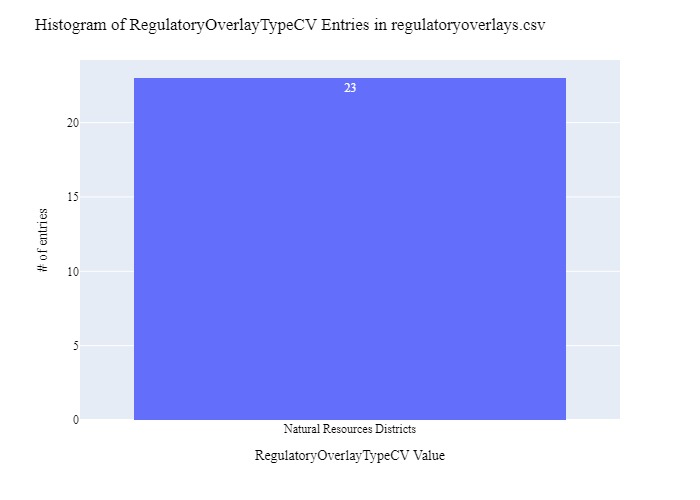 Histogram of RegulatoryOverlayTypeCV Entries in regulatoryoverlays.csv
23
20
15
10
5
0
# of entries
Natural Resources Districts
RegulatoryOverlayTypeCV Value